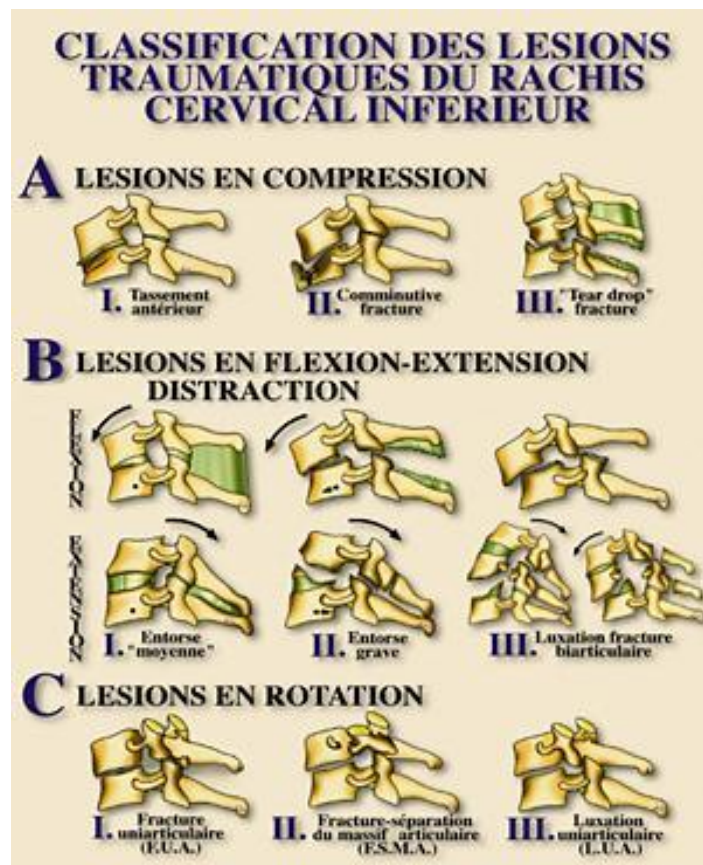 CLASSIFICATION DES LESIONS
TRAUMATIQUES DU RACHIS
CERVICAL INFERIEUR
A LESIONS EN COMPRESSION
I. Tassement
antérieur
II. Comminutive
fracture
III. "Tear drop"
fracture
B LESIONS EN FLEXION-EXTENSION
DISTRACTION
FLEXION
EXTENSION
I. Entorse
"moyenne"
II. Entorse
grave
III. Luxation fracture
biarticulaire
C LESIONS EN ROTATION
I. Fracture
uniarticulaire
(F.U.A.)
II. Fracture-séparation
du massif articulaire
(F.S.M.A.)
III. Luxation
uniarticulaire
(L.U.A.)